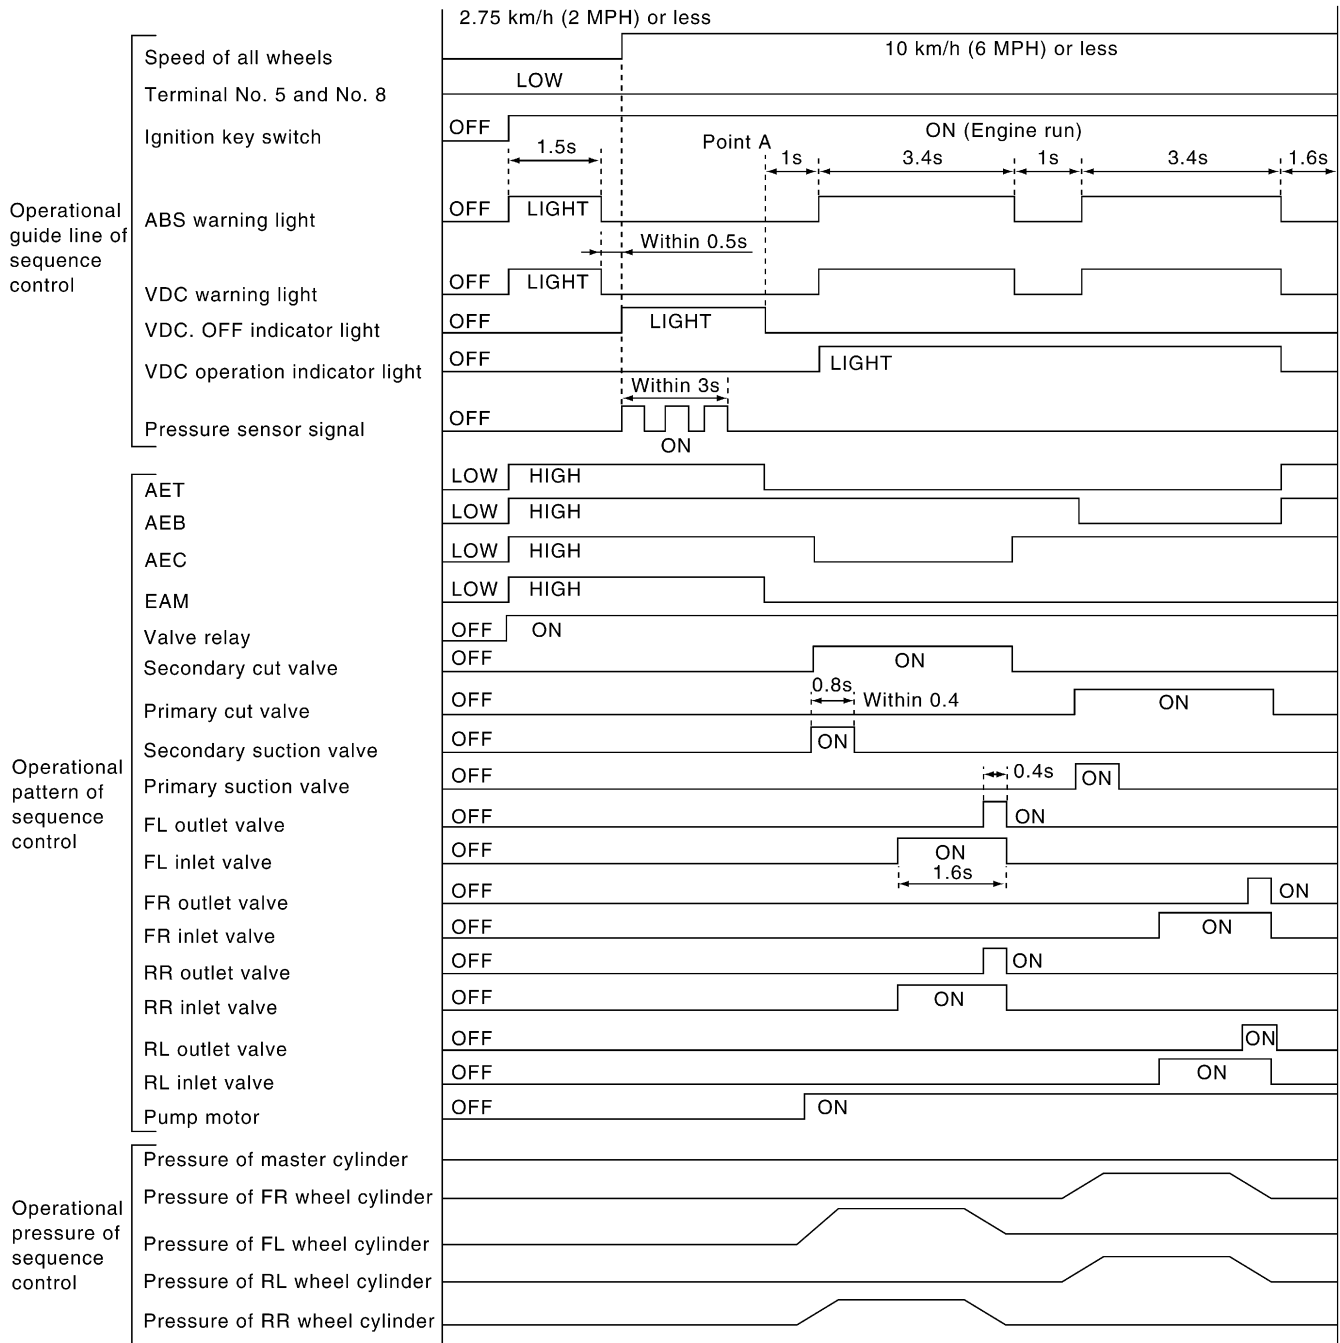 2.75 km/h (2 MPH) or less
Speed of all wheels
10 km/h (6 MPH) or less
Terminal No. 5 and No. 8
LOW
Ignition key switch
OFF
ON (Engine run)
Point A
1.5s
1s
3.4s
1s
3.4s
1.6s
Operational
guide line of
sequence
control
ABS warning light
OFF
LIGHT
Within 0.5s
VDC warning light
OFF
LIGHT
VDC. OFF indicator light
OFF
LIGHT
VDC operation indicator light
OFF
LIGHT
Within 3s
Pressure sensor signal
OFF
ON
AET
LOW
HIGH
AEB
LOW
HIGH
AEC
LOW
HIGH
EAM
LOW
HIGH
Valve relay
OFF
ON
Secondary cut valve
OFF
ON
0.8s
Within 0.4
Primary cut valve
OFF
ON
Secondary suction valve
OFF
ON
Operational
pattern of
sequence
control
Primary suction valve
OFF
0.4s
ON
FL outlet valve
OFF
ON
FL inlet valve
OFF
ON
1.6s
FR outlet valve
OFF
ON
FR inlet valve
OFF
ON
RR outlet valve
OFF
ON
RR inlet valve
OFF
ON
RL outlet valve
OFF
ON
RL inlet valve
OFF
ON
Pump motor
OFF
ON
Operational
pressure of
sequence
control
Pressure of master cylinder
Pressure of FR wheel cylinder
Pressure of FL wheel cylinder
Pressure of RL wheel cylinder
Pressure of RR wheel cylinder